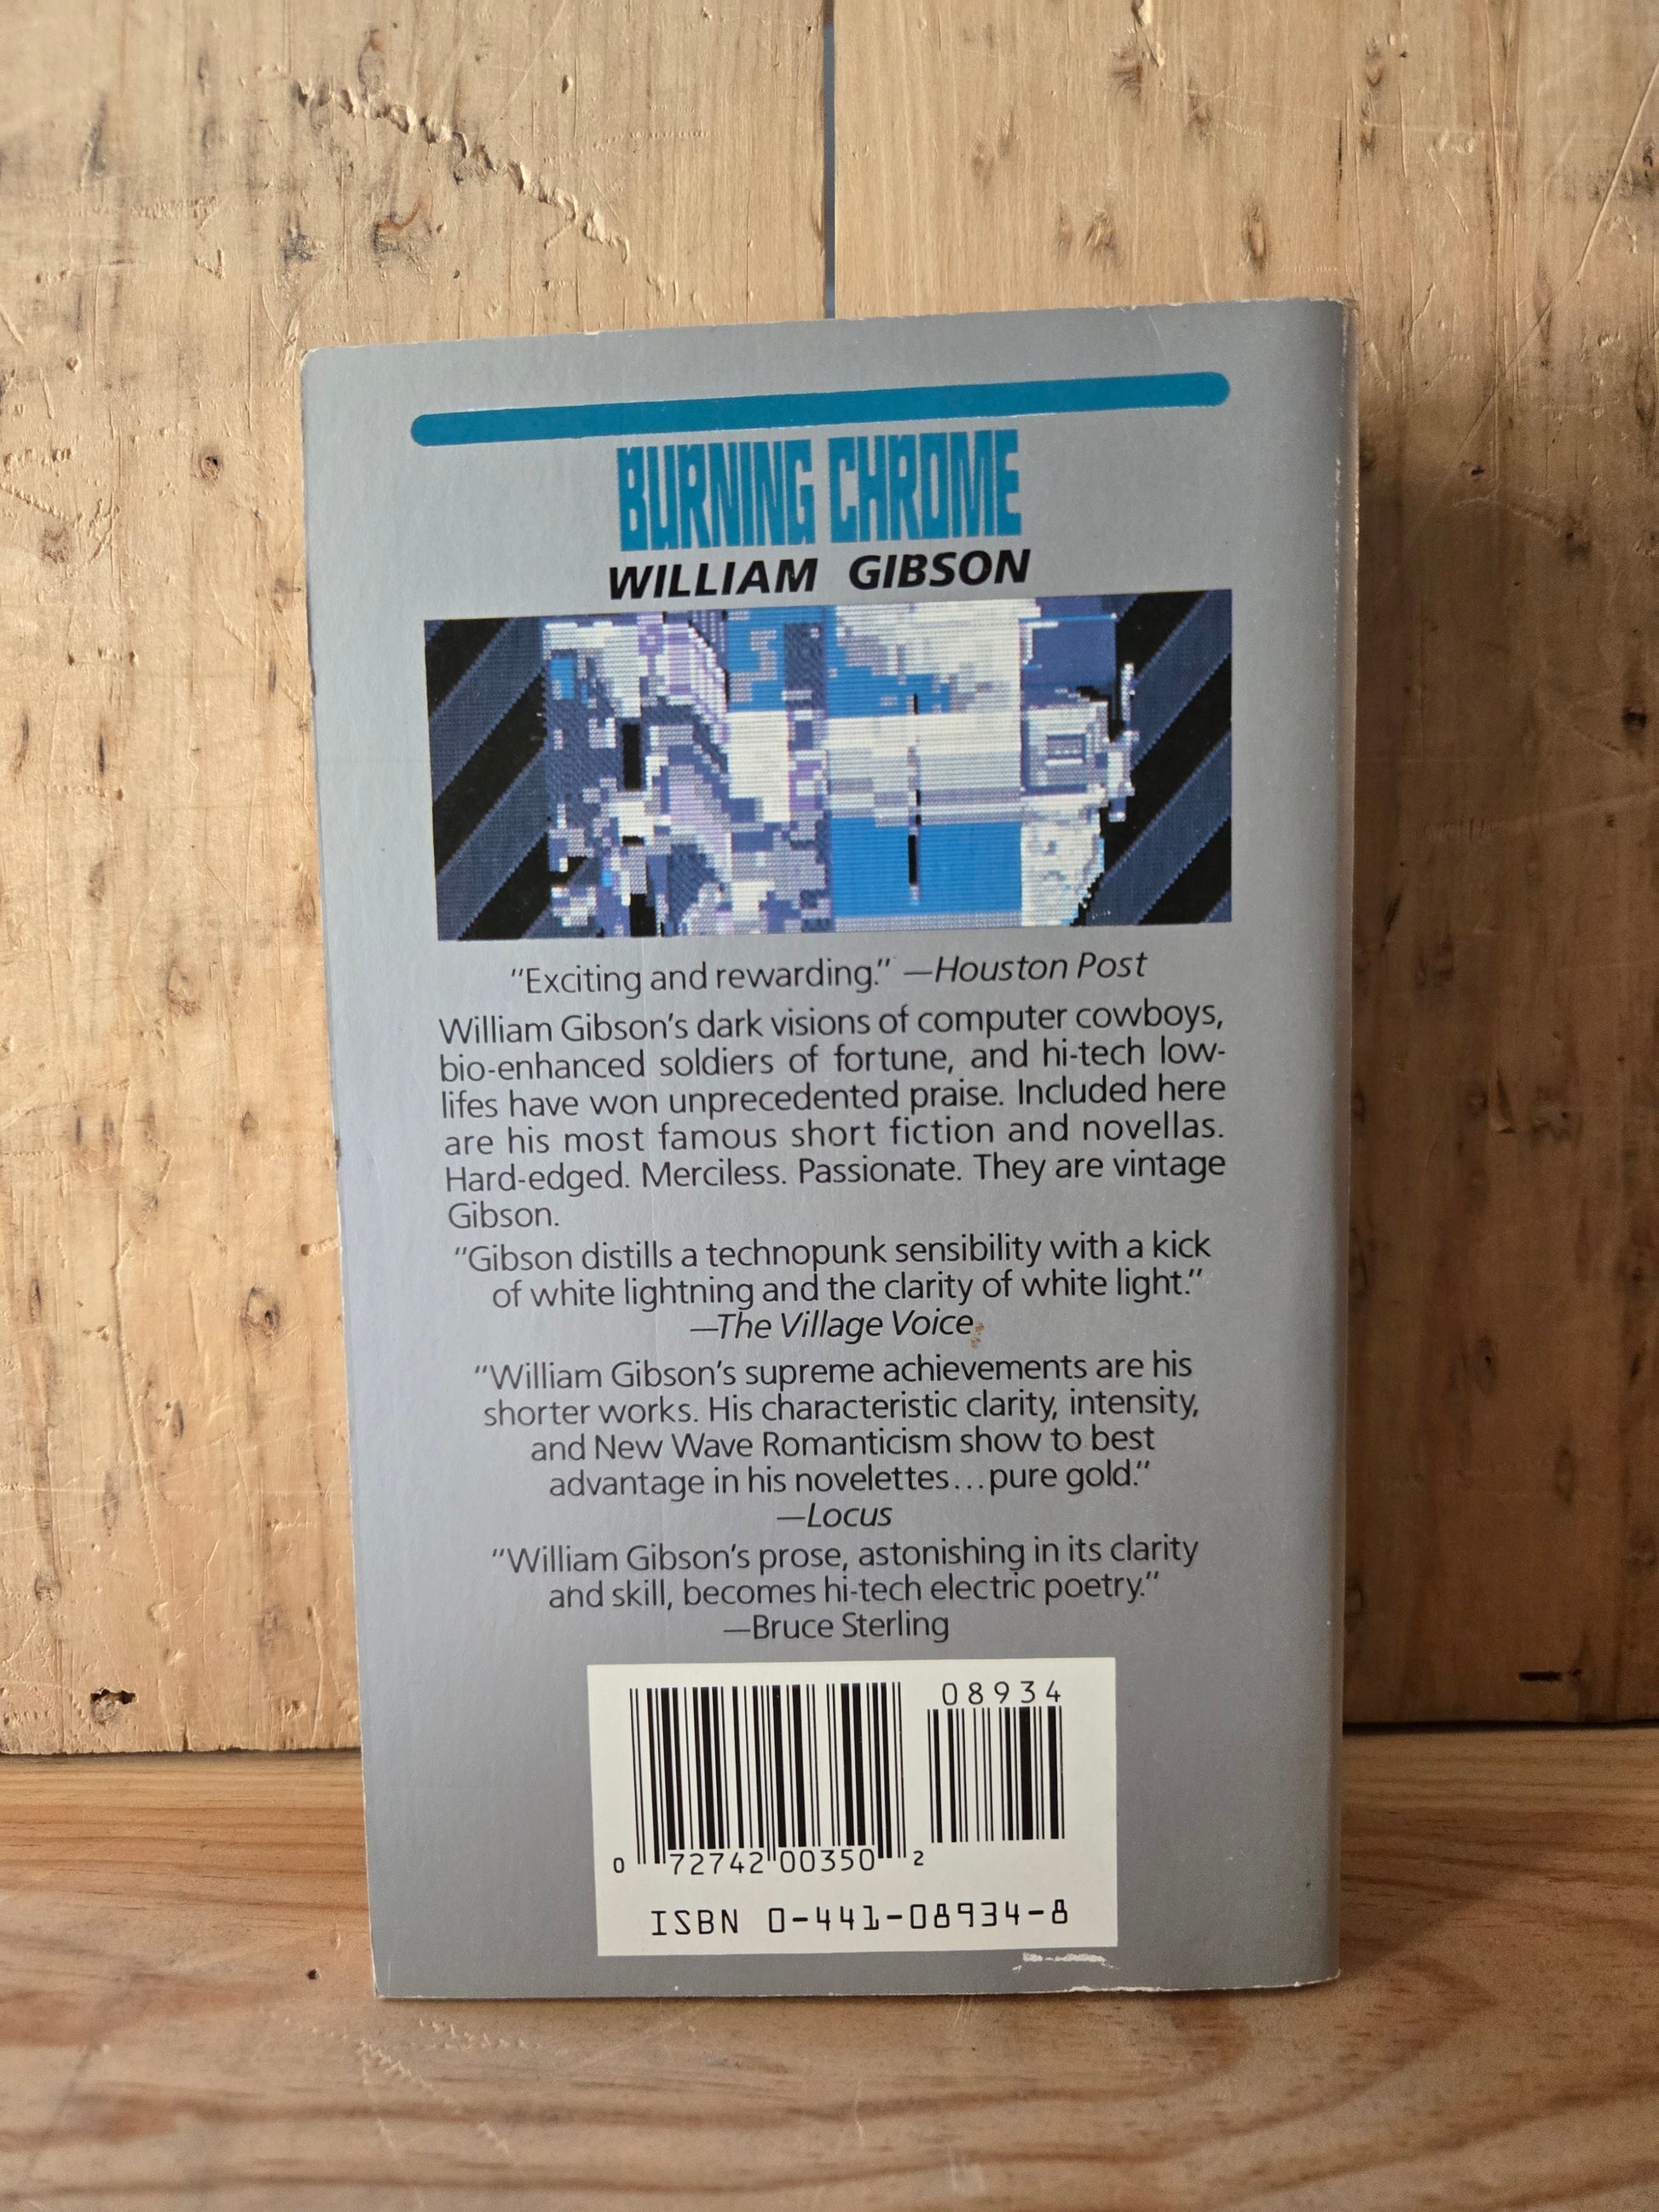 BURNING CHROME
WILLIAM GIBSON
"Exciting and rewarding." —Houston Post
William Gibson's dark visions of computer cowboys,
bio-enhanced soldiers of fortune, and hi-tech low-
lifes have won unprecedented praise. Included here
are his most famous short fiction and novellas.
Hard-edged. Merciless. Passionate. They are vintage
Gibson.
"Gibson distills a technopunk sensibility with a kick
of white lightning and the clarity of white light."
—The Village Voice
"William Gibson's supreme achievements are his
shorter works. His characteristic clarity, intensity,
and New Wave Romanticism show to best
advantage in his novelettes...pure gold."
—Locus
"William Gibson's prose, astonishing in its clarity
and skill, becomes hi-tech electric poetry."
—Bruce Sterling
08934
0 72742 00350 2
ISBN 0-441-08934-8